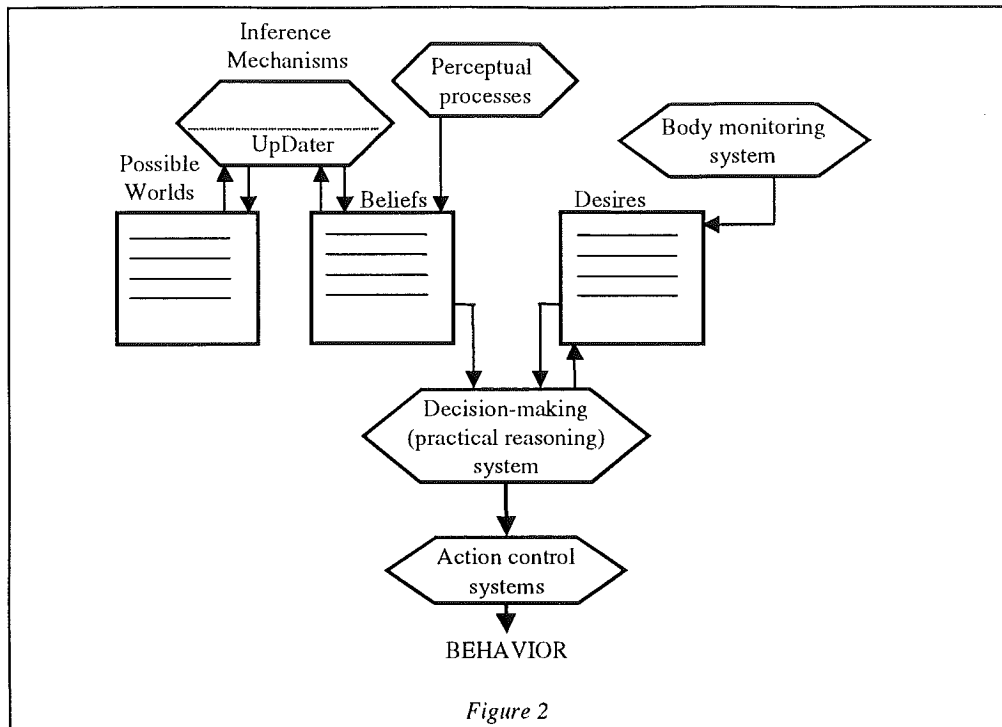 Inference
Mechanisms
Perceptual
processes
UpDater
Body monitoring
system
Possible
Worlds
Beliefs
Desires
Decision-making
(practical reasoning)
system
Action control
systems
BEHAVIOR
Figure 2